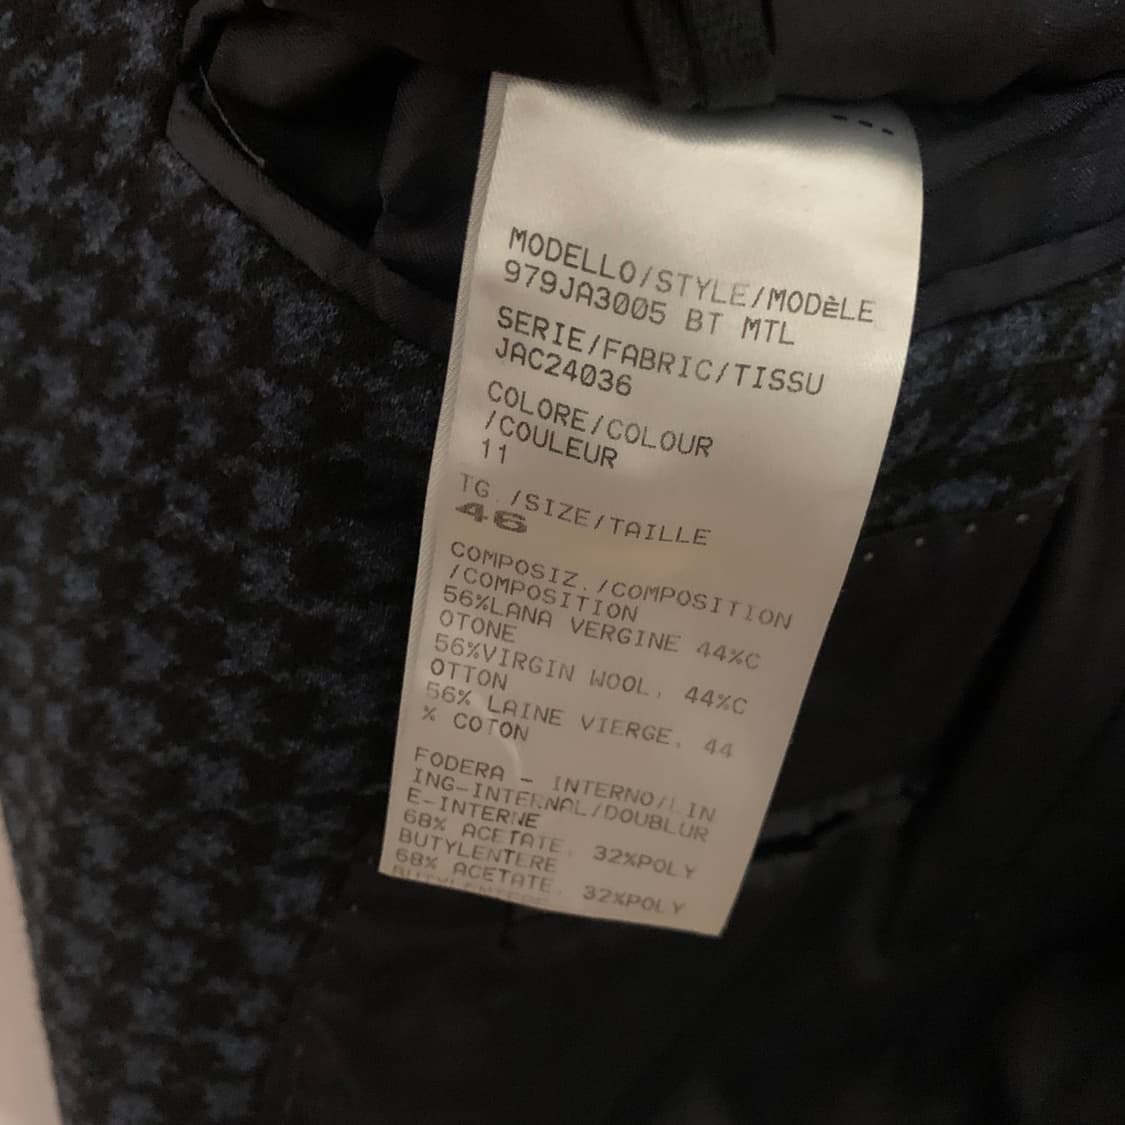 MODELLO/STYLE/MODèLE
979JA3005 BT MTL
SERIE/FABRIC/TISSU
JAC24036
COLORE/COLOUR
/COULEUR
11
TG./SIZE/TAILLE
46
COMPOSIZ./COMPOSITION
/COMPOSITION
56%LANA VERGINE 44%C
OTONE
56%VIRGIN WOOL, 44%C
OTTON
56% LAINE VIERGE, 44
% COTON
FODERA - INTERNO/LIN
ING-INTERNAL/DOUBLUR
E-INTERNE
68% ACETATE, 32%POLY
BUTYLENTERE
68% ACETATE, 32%POLY